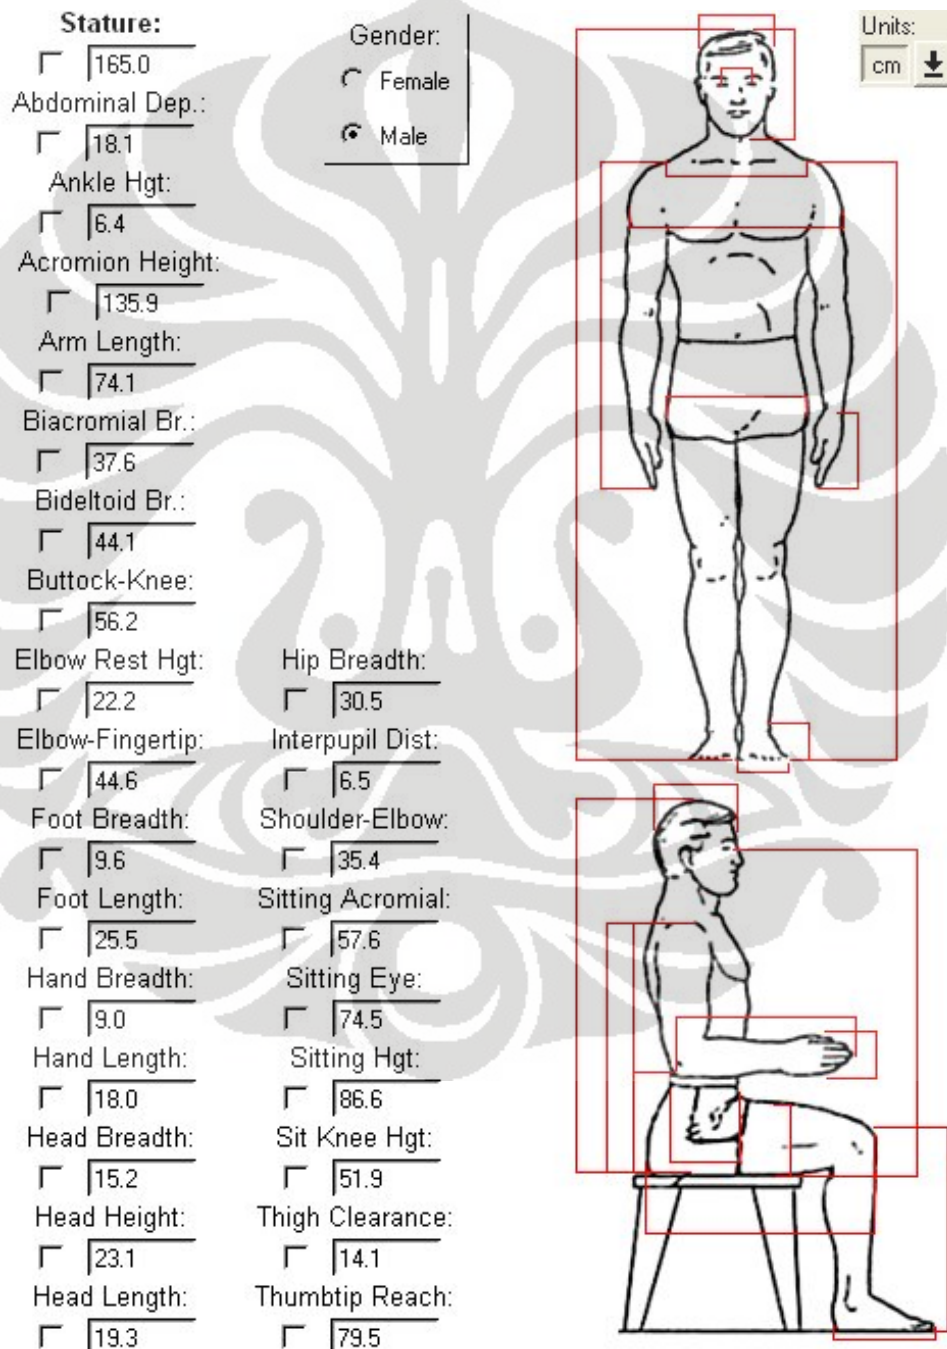 Stature:
165.0
Abdominal Dep.:
18.1
Ankle Hgt:
6.4
Acromion Height:
135.9
Arm Length:
74.1
Biacromial Br.:
37.6
Bideltoid Br.:
44.1
Buttock-Knee:
56.2
Elbow Rest Hgt:
22.2
Elbow-Fingertip:
44.6
Foot Breadth:
9.6
Foot Length:
25.5
Hand Breadth:
9.0
Hand Length:
18.0
Head Breadth:
15.2
Head Height:
23.1
Head Length:
19.3
Hip Breadth:
30.5
Interpupil Dist:
6.5
Shoulder-Elbow:
35.4
Sitting Acromial:
57.6
Sitting Eye:
74.5
Sitting Hgt:
86.6
Sit Knee Hgt:
51.9
Thigh Clearance:
14.1
Thumbtip Reach:
79.5
Gender:
Female
Male
Units:
cm